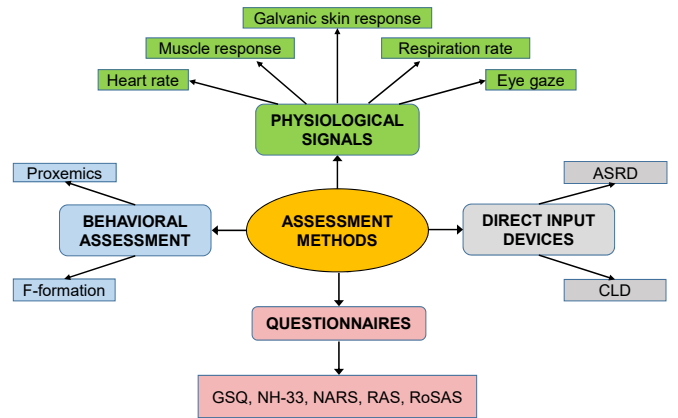 Galvanic skin response
Muscle response
Respiration rate
Heart rate
Eye gaze
PHYSIOLOGICAL
SIGNALS
Proxemics
ASRD
BEHAVIORAL
ASSESSMENT
ASSESSMENT
METHODS
DIRECT INPUT
DEVICES
F-formation
CLD
QUESTIONNAIRES
GSQ, NH-33, NARS, RAS, RoSAS